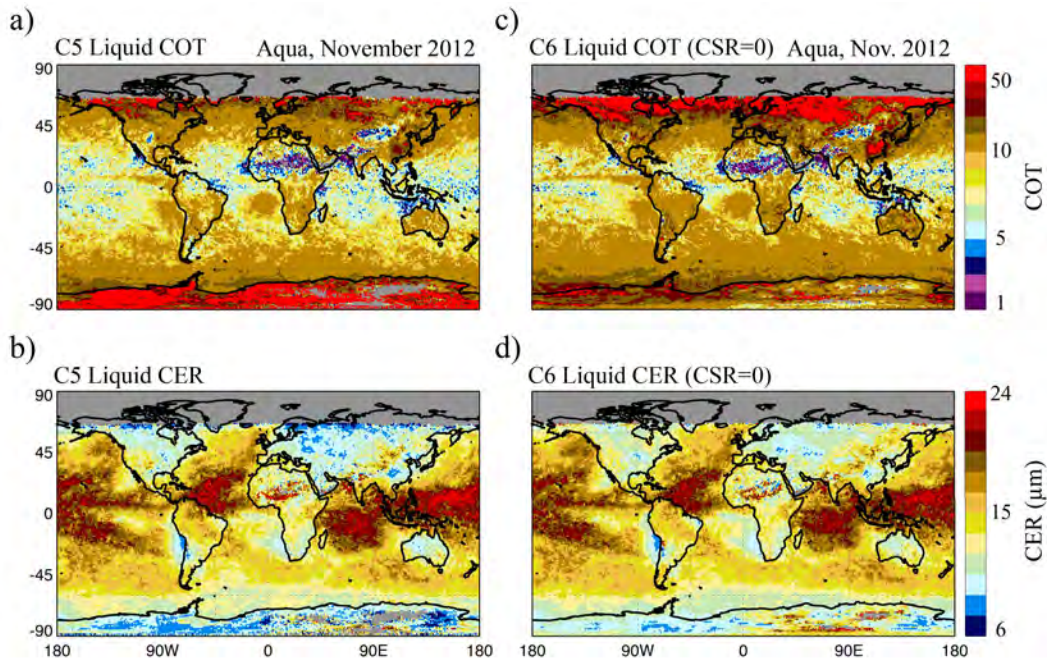 a)
c)
C5 Liquid COT Aqua, November 2012
C6 Liquid COT (CSR=0) Aqua, Nov. 2012
90
45
0
-45
-90
50
10
5
1
COT
b)
d)
C5 Liquid CER
C6 Liquid CER (CSR=0)
90
45
0
-45
-90
24
15
6
CER (μm)
180 90W 0 90E 180
180 90W 0 90E 180